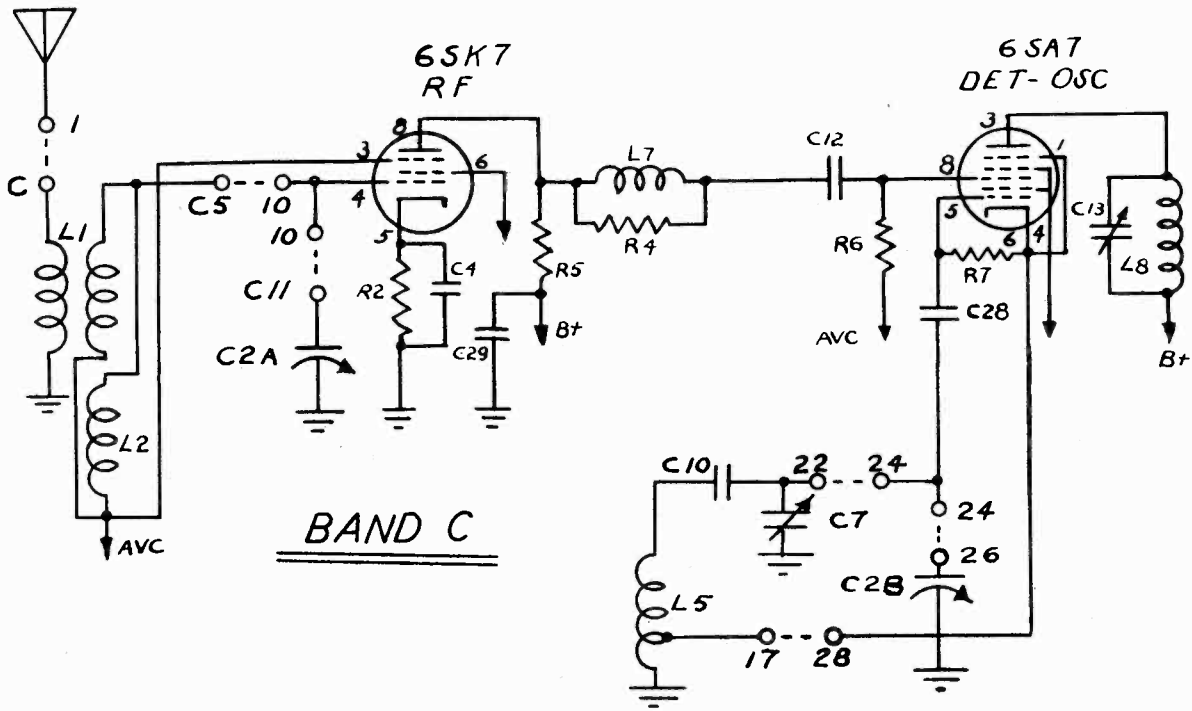 6SK7
RF
6SA7
DET-OSC
1
C
L1
L2
AVC
C5
10
10
C11
C2A
3
4
8
6
5
R2
C4
R5
C29
B+
L7
R4
C12
R6
AVC
8
5
3
1
6
4
R7
C28
C13
L8
B+
BAND C
C10
22
24
C7
24
26
C2B
L5
17
28